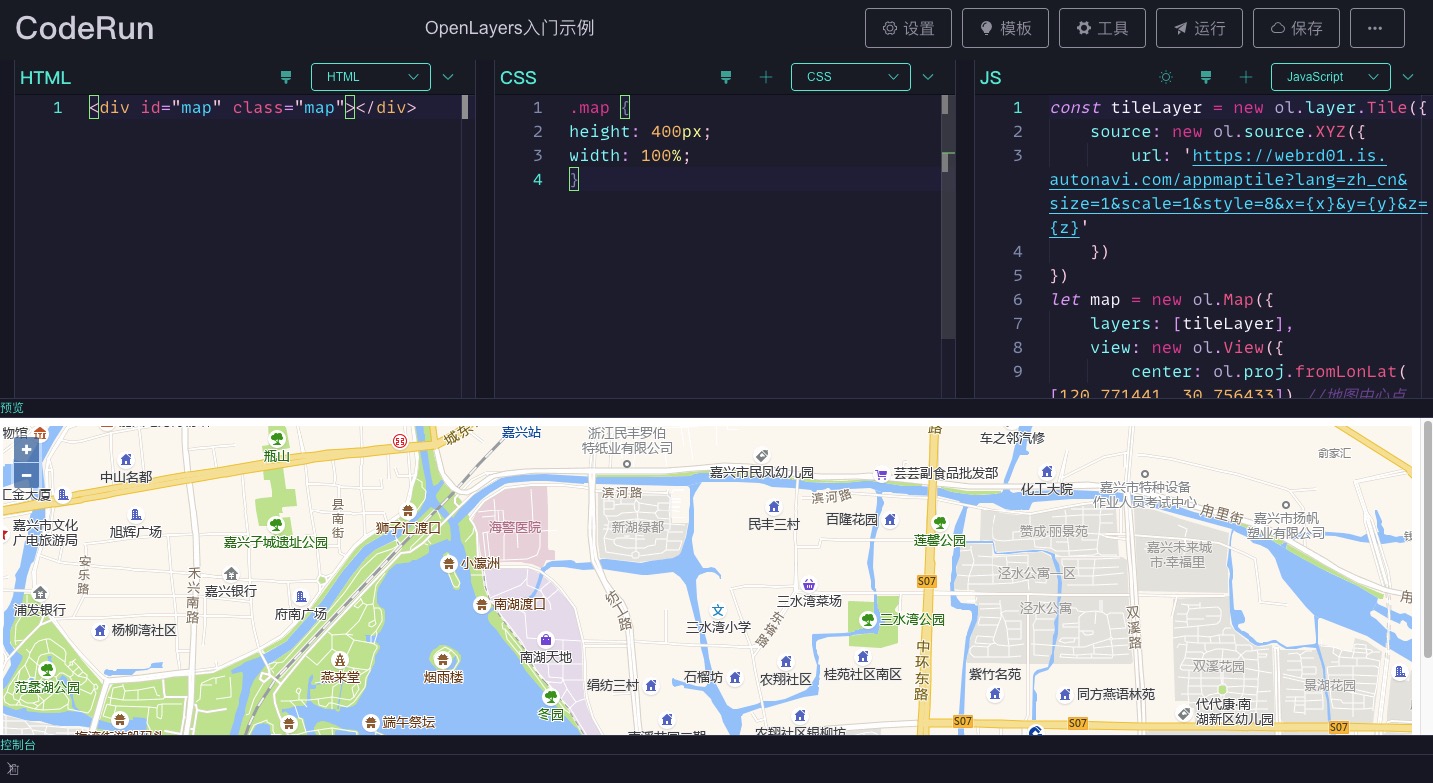 CodeRun
OpenLayers入门示例
设置
模板
工具
运行
保存
HTML
HTML
1 <div id="map" class="map"></div>
CSS
CSS
1 .map {
2 height: 400px;
3 width: 100%;
4 }
JS
JavaScript
1 const tileLayer = new ol.layer.Tile({
2 source: new ol.source.XYZ({
3 url: 'https://webrd01.is.
autonavi.com/appmaptile?lang=zh_cn&
size=1&scale=1&style=8&x={x}&y={y}&z=
{z}'
4 })
5 })
6 let map = new ol.Map({
7 layers: [tileLayer],
8 view: new ol.View({
9 center: ol.proj.fromLonLat(
[120.771441, 30.756433]) //地图中心点
预览
物馆
+
−
瓶山
中山名都
汇金大厦
旭辉广场
嘉兴市文化
广电旅游局
县南街
嘉兴子城遗址公园
安乐路
禾兴南路
嘉兴银行
浦发银行
府南广场
杨柳湾社区
范蠡湖公园
燕来堂
城东
嘉兴站
狮子汇渡口
海警医院
小瀛洲
南湖渡口
南湖天地
烟雨楼
端午祭坛
冬园
浙江民丰罗伯
特纸业有限公司
滨河路
新湖绿都
纺工路
绢纺三村
嘉兴市民凤幼儿园
滨河路
民丰三村
百隆花园
三水湾菜场
三水湾小学
东塔路
石榴坊
农翔社区
桂苑社区南区
农翔社区银柳坊
路
芸芸副食品批发部
莲馨公园
S07
三水湾公园
中环东路
车之邻汽修
化工大院
嘉兴市特种设备
作业人员考试中心
赞成·丽景苑
泾水公寓一区
泾水公寓
紫竹名苑
同方燕语林苑
双溪路
S07
S07
S07
甪里街
嘉兴市扬帆
塑业有限公司
嘉兴未来城
市·幸福里
双溪花园
景湖花园
代代康·南
湖新区幼儿园
俞家汇
甪
控制台